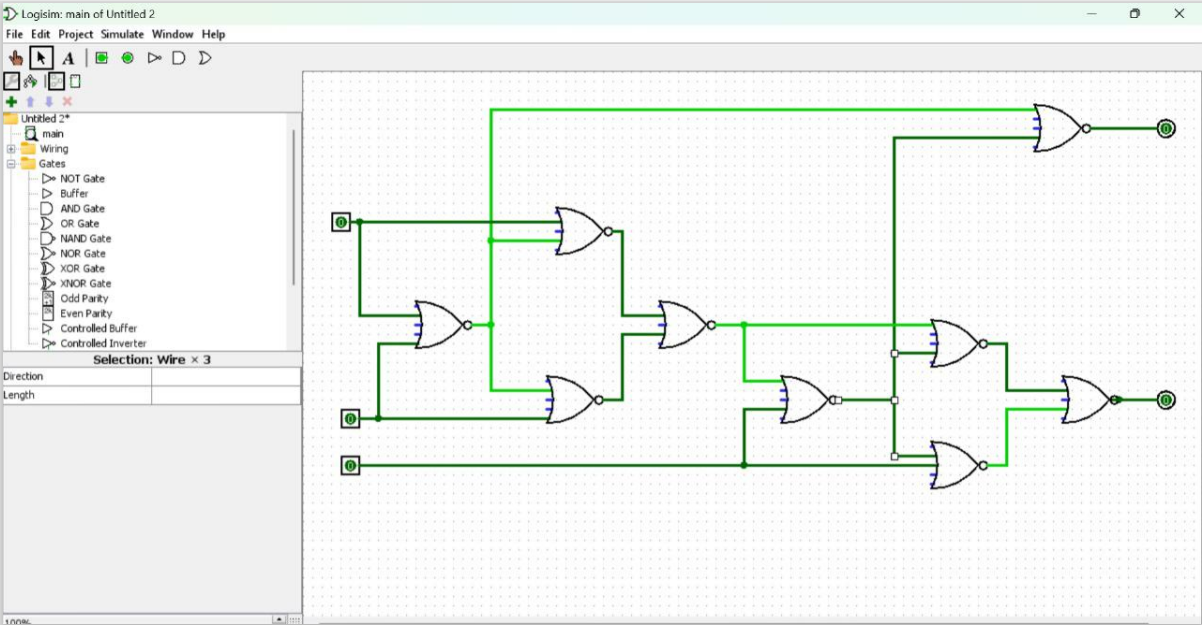 Logisim: main of Untitled 2
File Edit Project Simulate Window Help
A
Untitled 2*
main
Wiring
Gates
NOT Gate
Buffer
AND Gate
OR Gate
NAND Gate
NOR Gate
XOR Gate
XNOR Gate
Odd Parity
Even Parity
Controlled Buffer
Controlled Inverter
Selection: Wire × 3
Direction
Length
100%
0
0
0
0
0